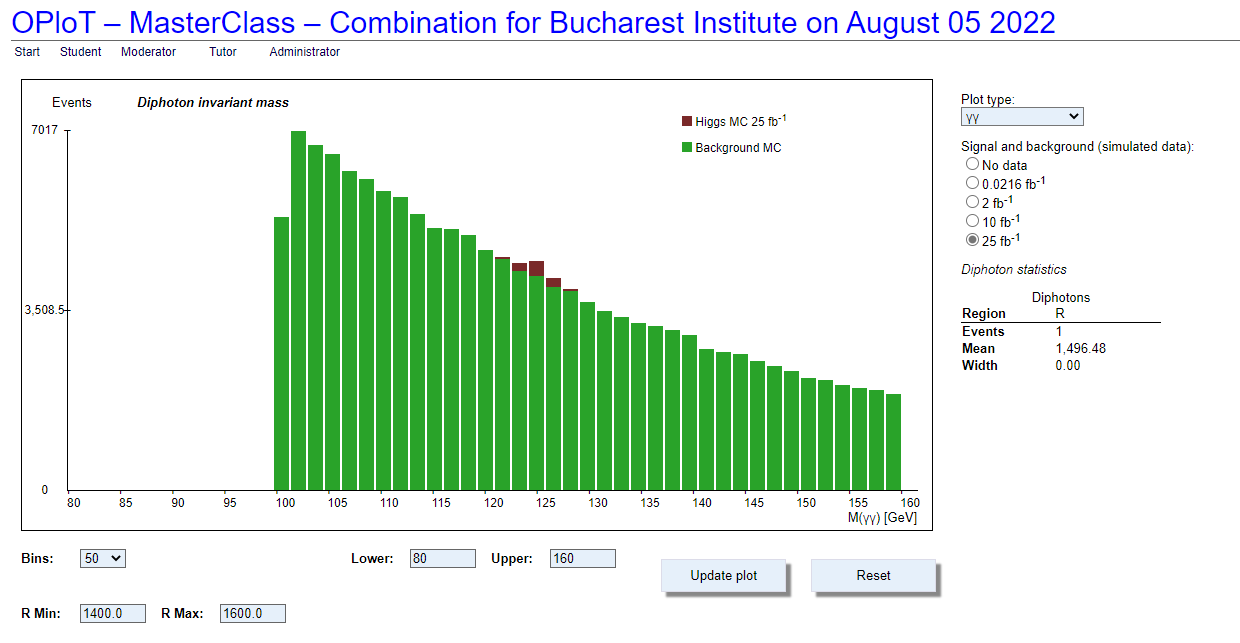 OPloT – MasterClass – Combination for Bucharest Institute on August 05 2022
Start Student Moderator Tutor Administrator
Events Diphoton invariant mass
7017
3,508.5
0
Higgs MC 25 fb-1
Background MC
80 85 90 95 100 105 110 115 120 125 130 135 140 145 150 155 160
M(γγ) [GeV]
Plot type:
γγ
Signal and background (simulated data):
No data
0.0216 fb-1
2 fb-1
10 fb-1
25 fb-1
Diphoton statistics
Diphotons
Region R
Events 1
Mean 1,496.48
Width 0.00
Bins: 50 Lower: 80 Upper: 160
Update plot Reset
R Min: 1400.0 R Max: 1600.0